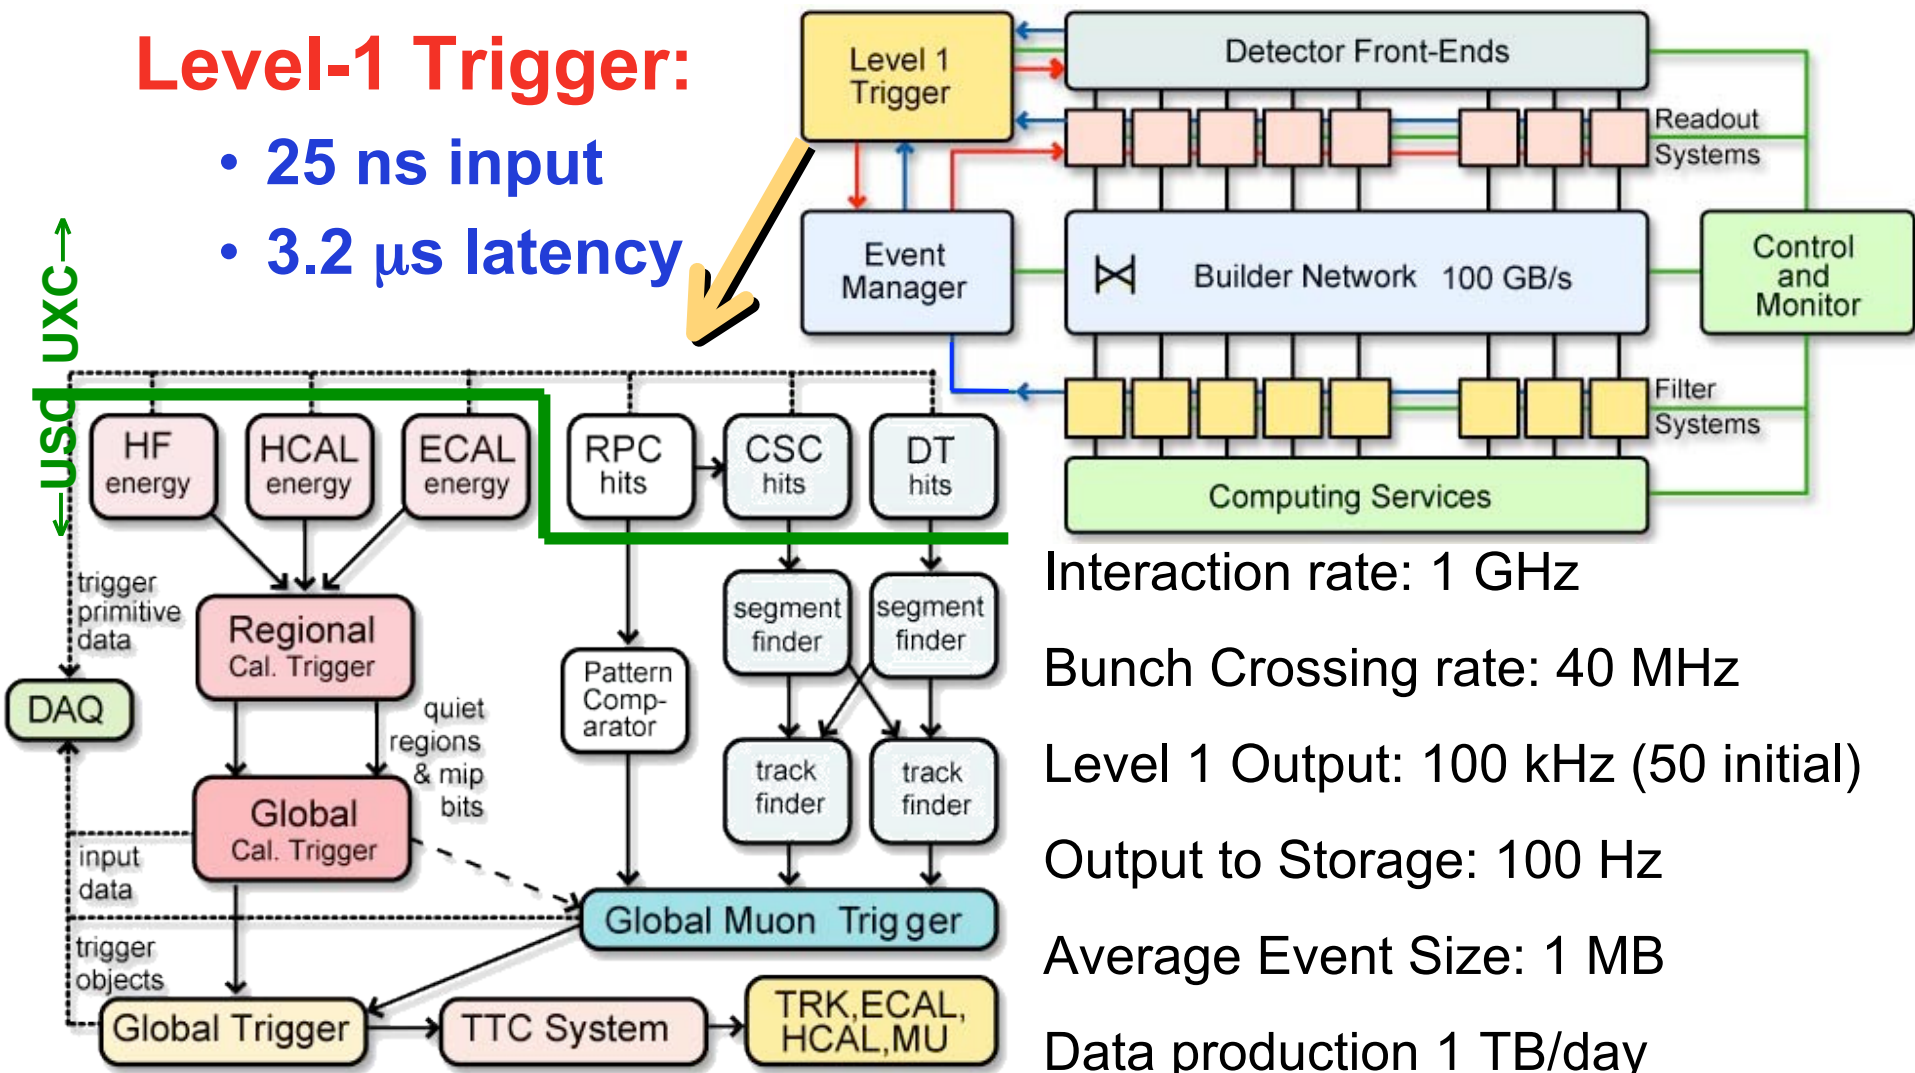 Level-1 Trigger:
• 25 ns input
• 3.2 μs latency
Level 1
Trigger
Detector Front-Ends
Readout
Systems
Event
Manager
Builder Network 100 GB/s
Control
and
Monitor
Filter
Systems
Computing Services
←USC UXC→
HF
energy
HCAL
energy
ECAL
energy
RPC
hits
CSC
hits
DT
hits
trigger
primitive
data
Regional
Cal. Trigger
segment
finder
segment
finder
Pattern
Comp-
arator
DAQ
quiet
regions
& mip
bits
track
finder
track
finder
Global
Cal. Trigger
input
data
Global Muon Trigger
trigger
objects
Global Trigger
TTC System
TRK,ECAL,
HCAL,MU
Interaction rate: 1 GHz
Bunch Crossing rate: 40 MHz
Level 1 Output: 100 kHz (50 initial)
Output to Storage: 100 Hz
Average Event Size: 1 MB
Data production 1 TB/day